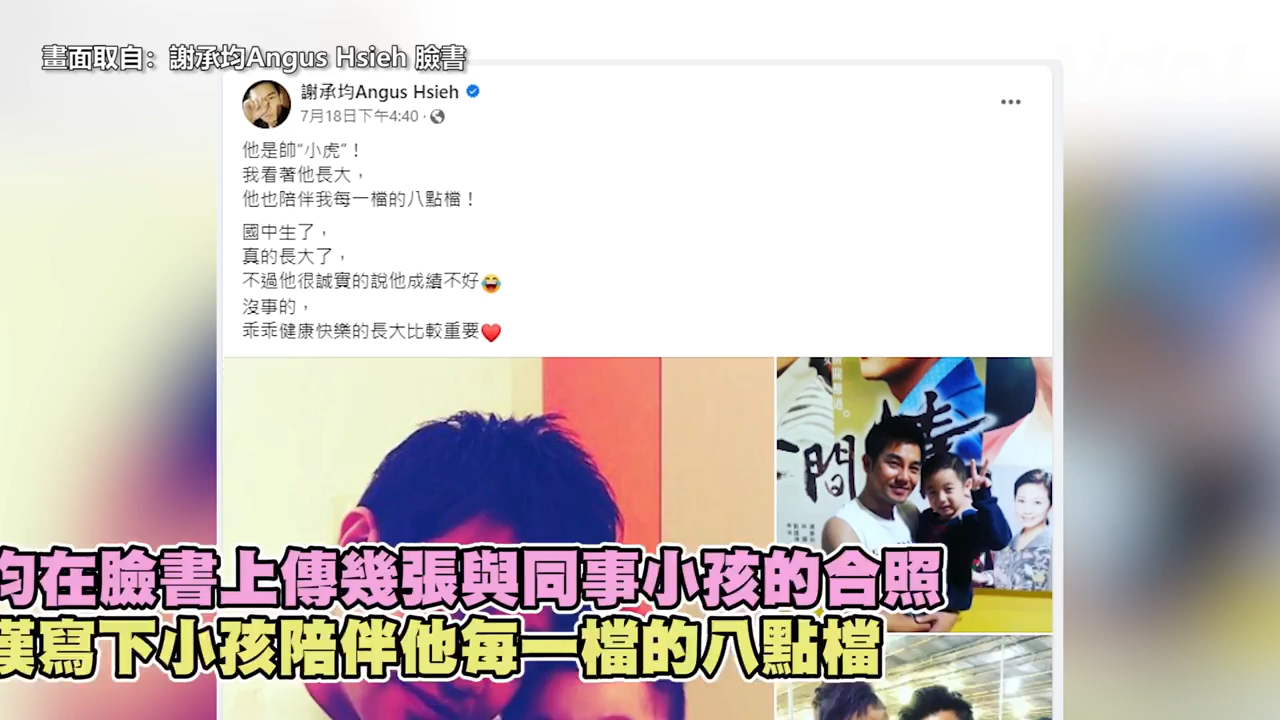 畫面取自：謝承均Angus Hsieh 臉書
謝承均Angus Hsieh
7月18日下午4:40
他是帥“小虎”！
我看著他長大，
他也陪伴我每一檔的八點檔！
國中生了，
真的長大了，
不過他很誠實的說他成績不好😂
沒事的，
乖乖健康快樂的長大比較重要❤️
間
均在臉書上傳幾張與同事小孩的合照
嘆寫下小孩陪伴他每一檔的八點檔